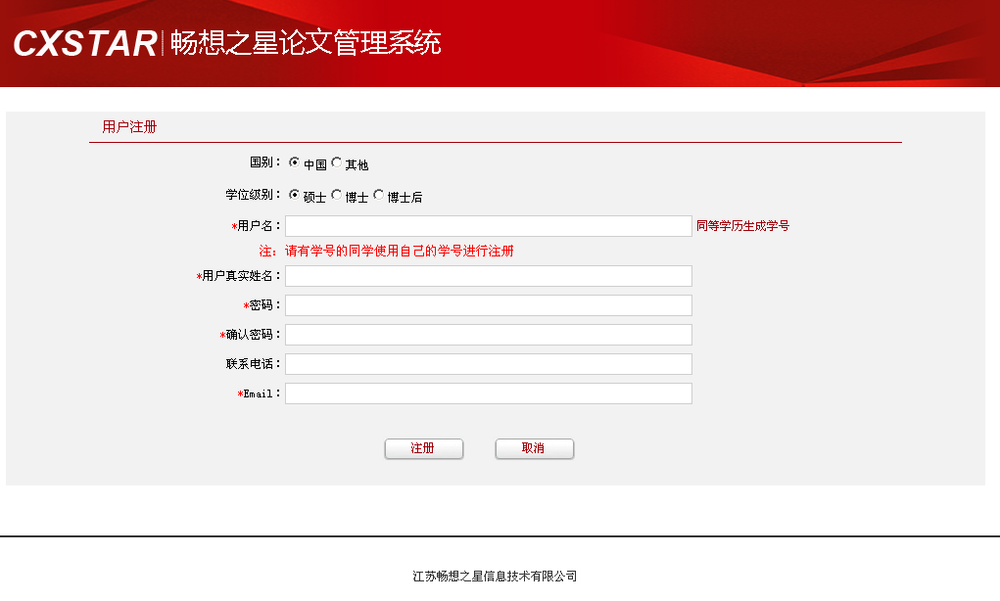 CXSTAR 畅想之星论文管理系统
用户注册
国别： 中国 其他
学位级别： 硕士 博士 博士后
*用户名： 同等学历生成学号
注：请有学号的同学使用自己的学号进行注册
*用户真实姓名：
*密码：
*确认密码：
联系电话：
*Email：
注册 取消
江苏畅想之星信息技术有限公司